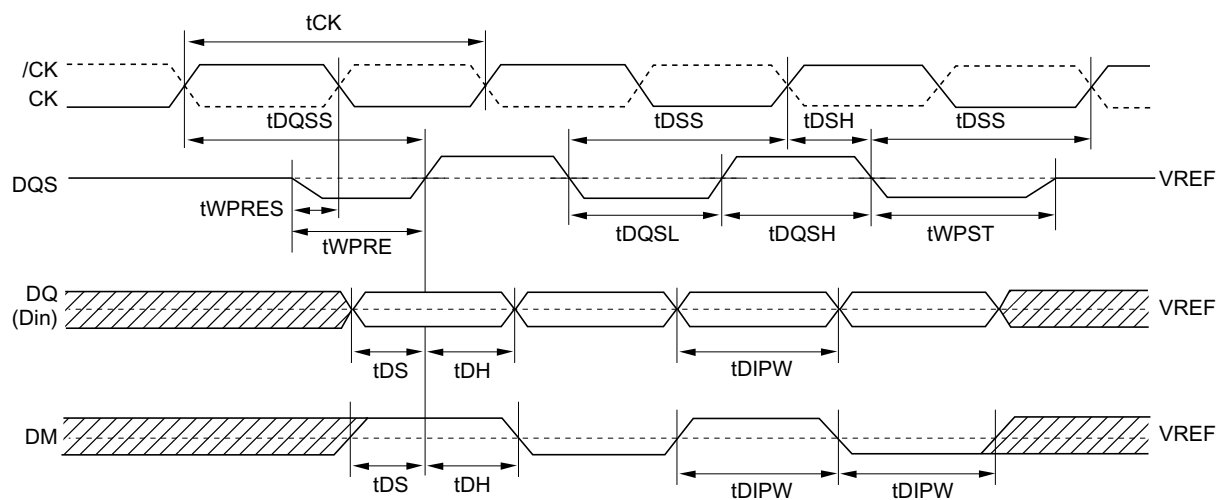 tCK
/CK
CK
tDQSS
tDSS
tDSH
tDSS
DQS
VREF
tWPRES
tWPRE
tDQSL
tDQSH
tWPST
DQ
(Din)
VREF
tDS
tDH
tDIPW
DM
VREF
tDS
tDH
tDIPW
tDIPW